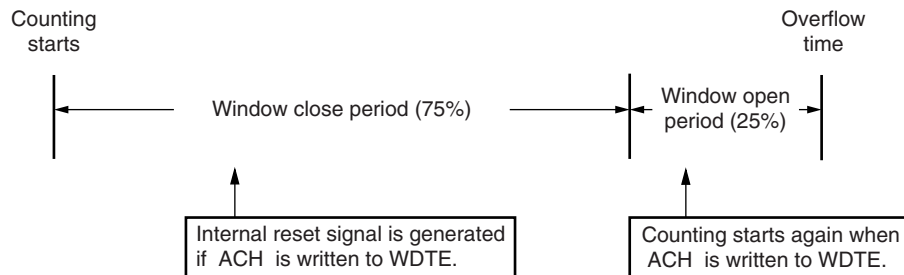 Counting
starts
Overflow
time
Window close period (75%)
Window open
period (25%)
Internal reset signal is generated
if ACH is written to WDTE.
Counting starts again when
ACH is written to WDTE.